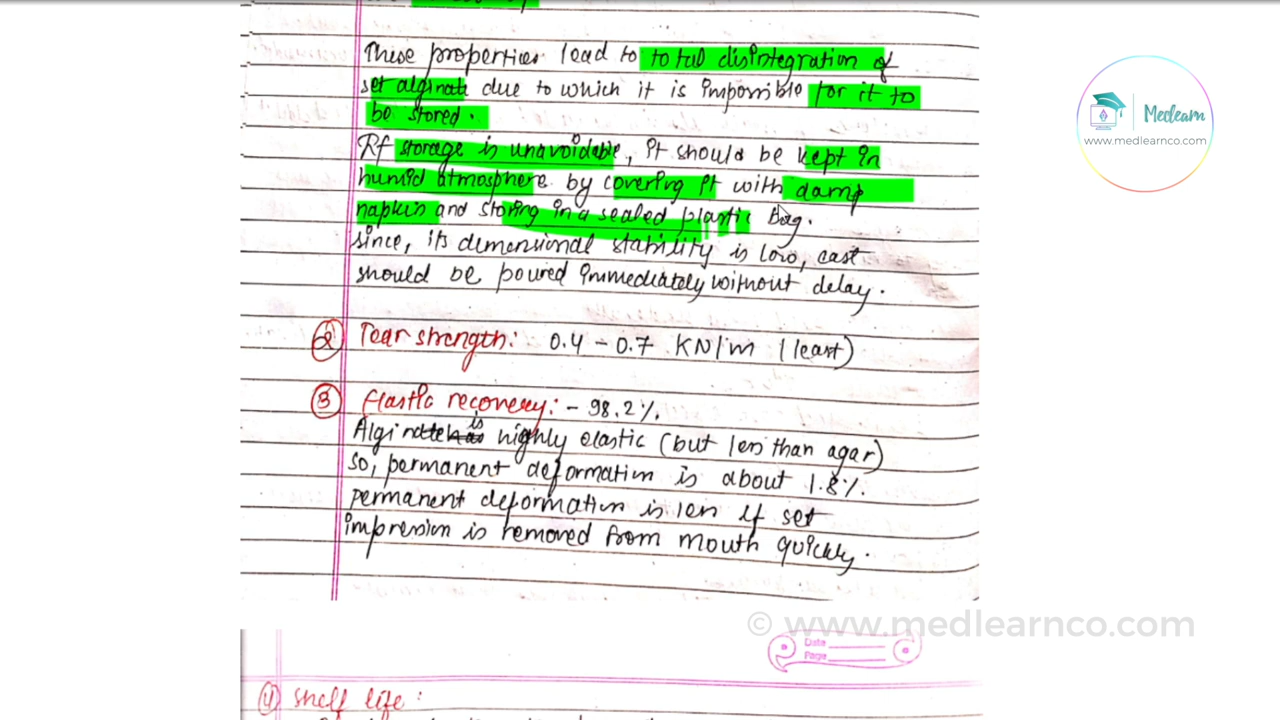 These properties lead to total disintegration of
set alginate due to which it is impossible for it to
be stored.
If storage is unavoidable, it should be kept in
humid atmosphere by covering it with damp
napkin and storing in a sealed plastic Bag.
since, its dimensional stability is low, cast
should be poured immediately without delay.
② Tear strength: 0.4 - 0.7 KN/m (least)
③ Elastic recovery: - 98.2%.
Alginate is highly elastic (but less than agar)
so, permanent deformation is about 1.8%.
permanent deformation is less if set
impression is removed from mouth quickly.
Medlearn
www.medlearnco.com
© www.medlearnco.com
Date
Page
④ shelf life: